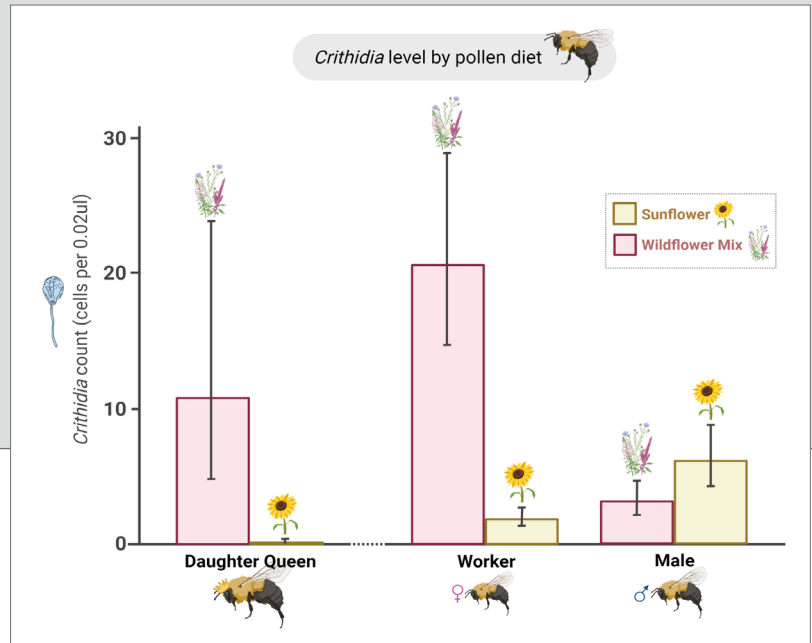 Crithidia level by pollen diet
30
20
10
0
Crithidia count (cells per 0.02ul)
Sunflower
Wildflower Mix
Daughter Queen
Worker
Male
♀
♂